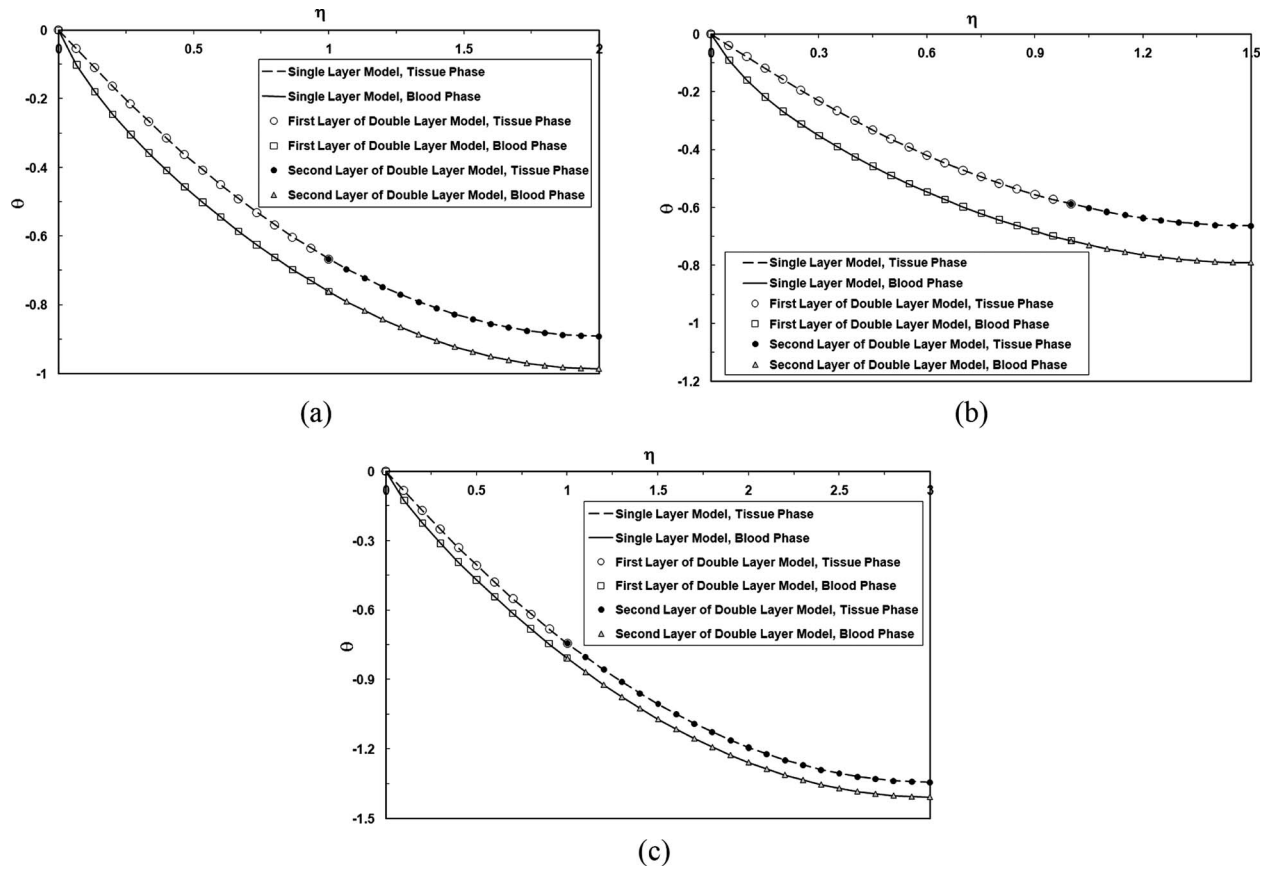 η
0
0 0.5 1 1.5 2
Single Layer Model, Tissue Phase
Single Layer Model, Blood Phase
First Layer of Double Layer Model, Tissue Phase
First Layer of Double Layer Model, Blood Phase
Second Layer of Double Layer Model, Tissue Phase
Second Layer of Double Layer Model, Blood Phase
-0.2
-0.4
θ
-0.6
-0.8
-1
(a)
η
0
0 0.3 0.6 0.9 1.2 1.5
-0.2
-0.4
θ
-0.6
-0.8
-1
-1.2
Single Layer Model, Tissue Phase
Single Layer Model, Blood Phase
First Layer of Double Layer Model, Tissue Phase
First Layer of Double Layer Model, Blood Phase
Second Layer of Double Layer Model, Tissue Phase
Second Layer of Double Layer Model, Blood Phase
(b)
η
0
0 0.5 1 1.5 2 2.5 3
Single Layer Model, Tissue Phase
Single Layer Model, Blood Phase
First Layer of Double Layer Model, Tissue Phase
First Layer of Double Layer Model, Blood Phase
Second Layer of Double Layer Model, Tissue Phase
Second Layer of Double Layer Model, Blood Phase
-0.3
-0.6
θ
-0.9
-1.2
-1.5
(c)